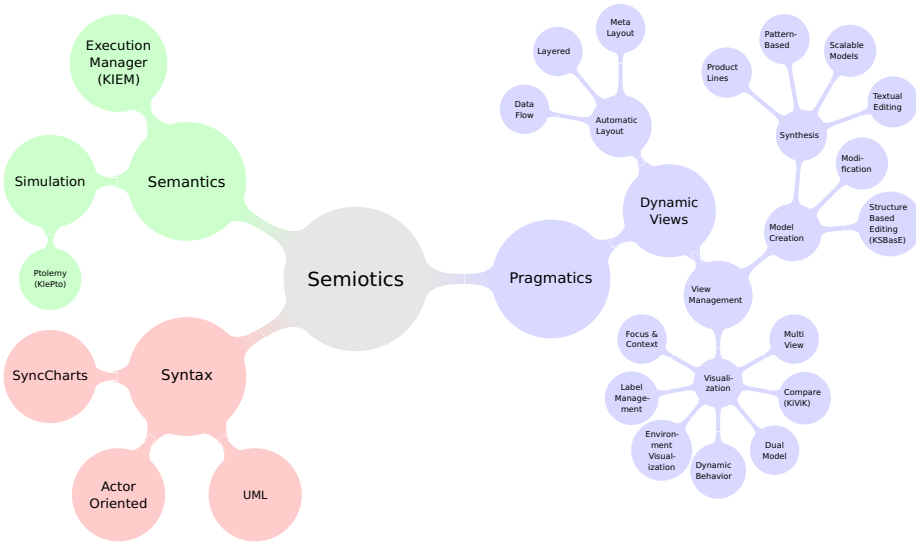 Execution
Manager
(KIEM)
Simulation
Semantics
Ptolemy
(KlePto)
Semiotics
SyncCharts
Syntax
Actor
Oriented
UML
Pragmatics
Dynamic
Views
Automatic
Layout
Data
Flow
Layered
Meta
Layout
View
Management
Model
Creation
Synthesis
Product
Lines
Pattern-
Based
Scalable
Models
Textual
Editing
Modi-
fication
Structure
Based
Editing
(KSBasE)
Visuali-
zation
Focus &
Context
Label
Manage-
ment
Environ-
ment
Visual-
ization
Dynamic
Behavior
Dual
Model
Compare
(KiViK)
Multi
View